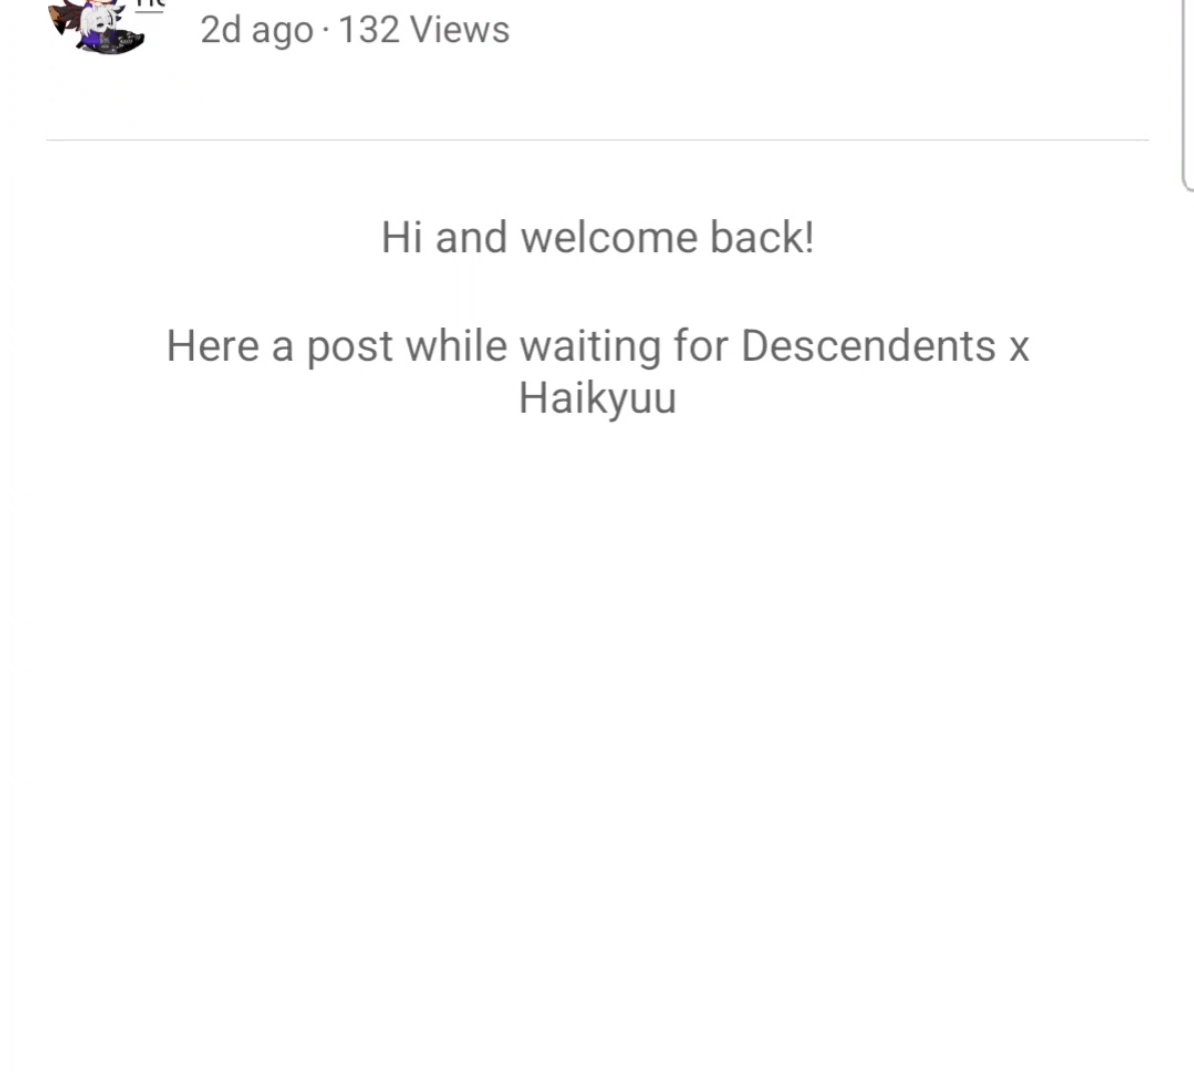 2d ago · 132 Views
Hi and welcome back!
Here a post while waiting for Descendents x
Haikyuu